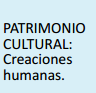 PATRIMONIO
CULTURAL:
Creaciones
humanas.